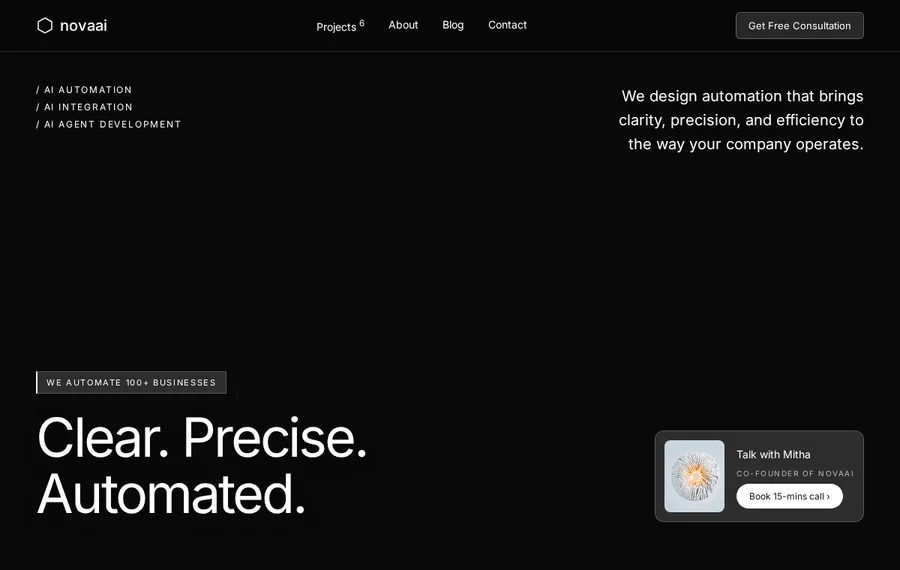 novaai
Projects 6
About
Blog
Contact
Get Free Consultation
/ AI AUTOMATION
/ AI INTEGRATION
/ AI AGENT DEVELOPMENT
We design automation that brings
clarity, precision, and efficiency to
the way your company operates.
WE AUTOMATE 100+ BUSINESSES
Clear. Precise.
Automated.
Talk with Mitha
CO-FOUNDER OF NOVAAI
Book 15-mins call ›